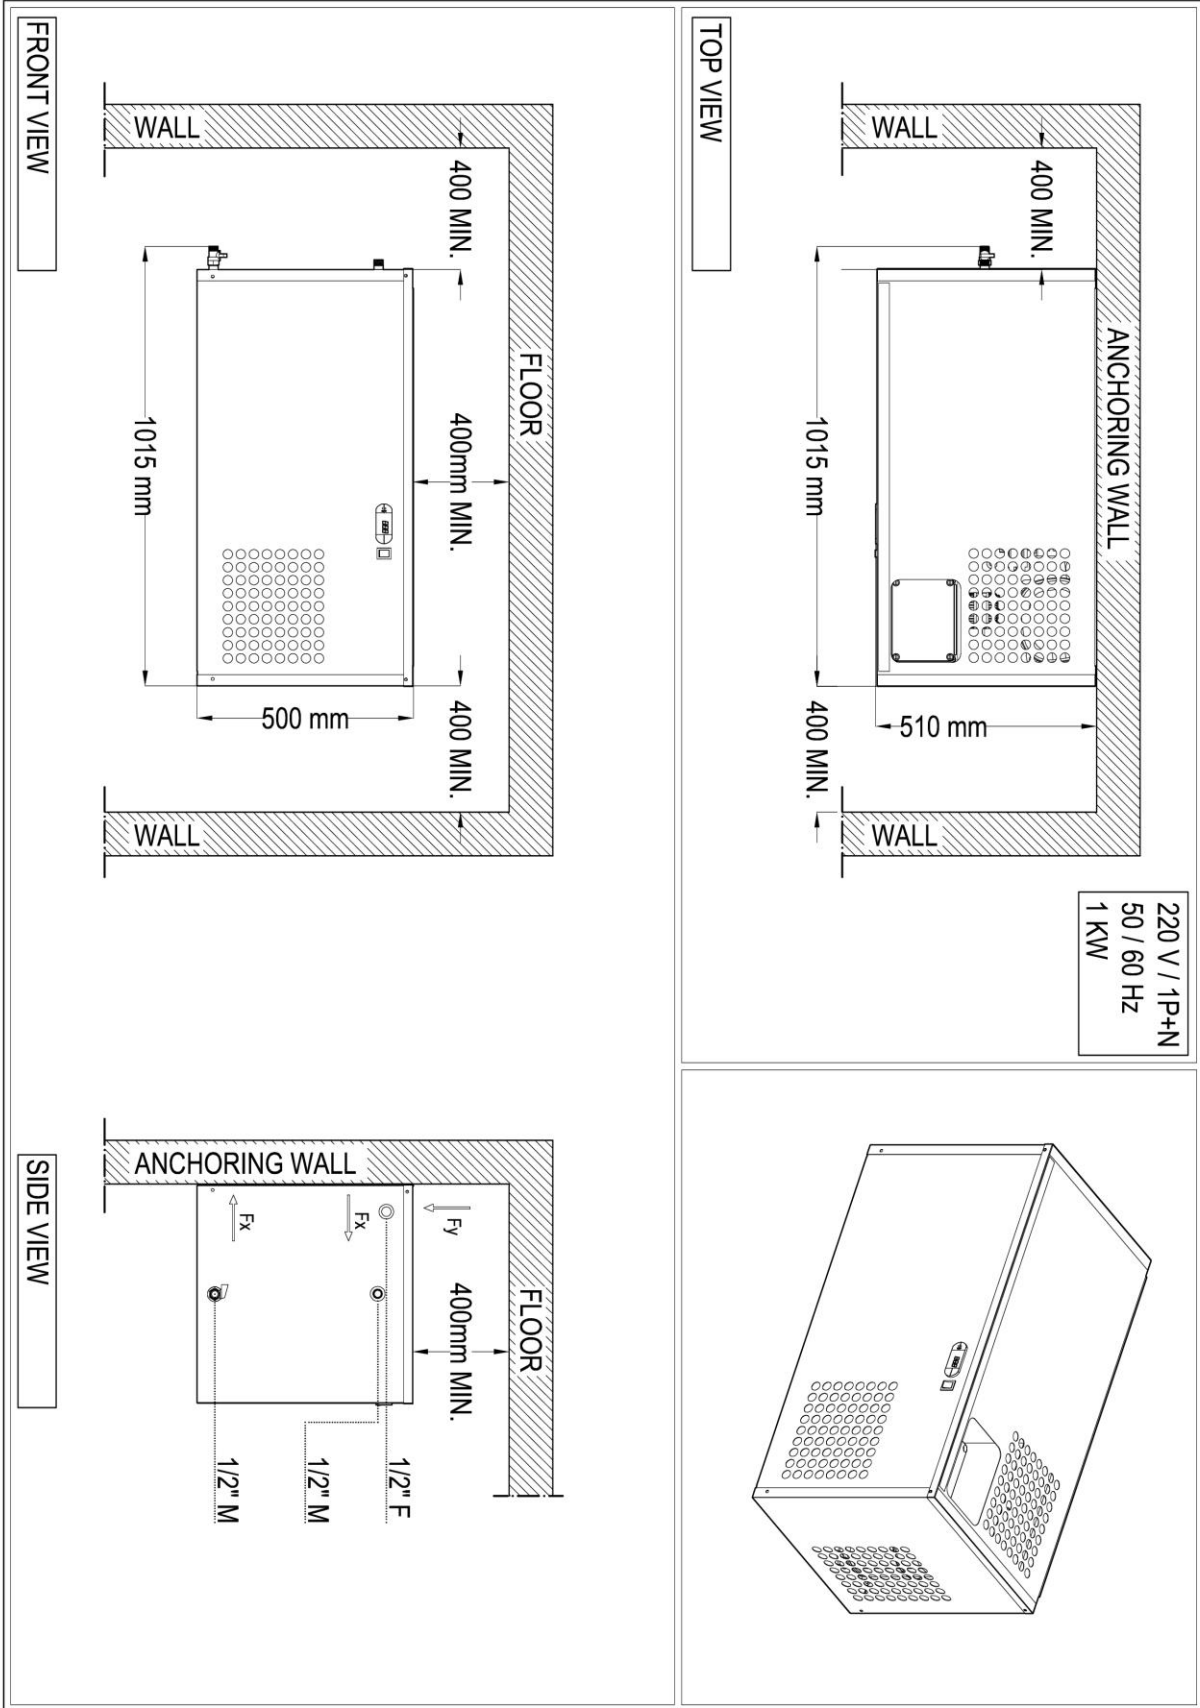 TOP VIEW
WALL
400 MIN.
ANCHORING WALL
1015 mm
510 mm
400 MIN.
WALL
220 V / 1P+N
50 / 60 Hz
1 KW
FRONT VIEW
WALL
400 MIN.
FLOOR
400mm MIN.
1015 mm
500 mm
400 MIN.
WALL
SIDE VIEW
ANCHORING WALL
Fx
Fx
Fy
FLOOR
400mm MIN.
1/2" F
1/2" M
1/2" M